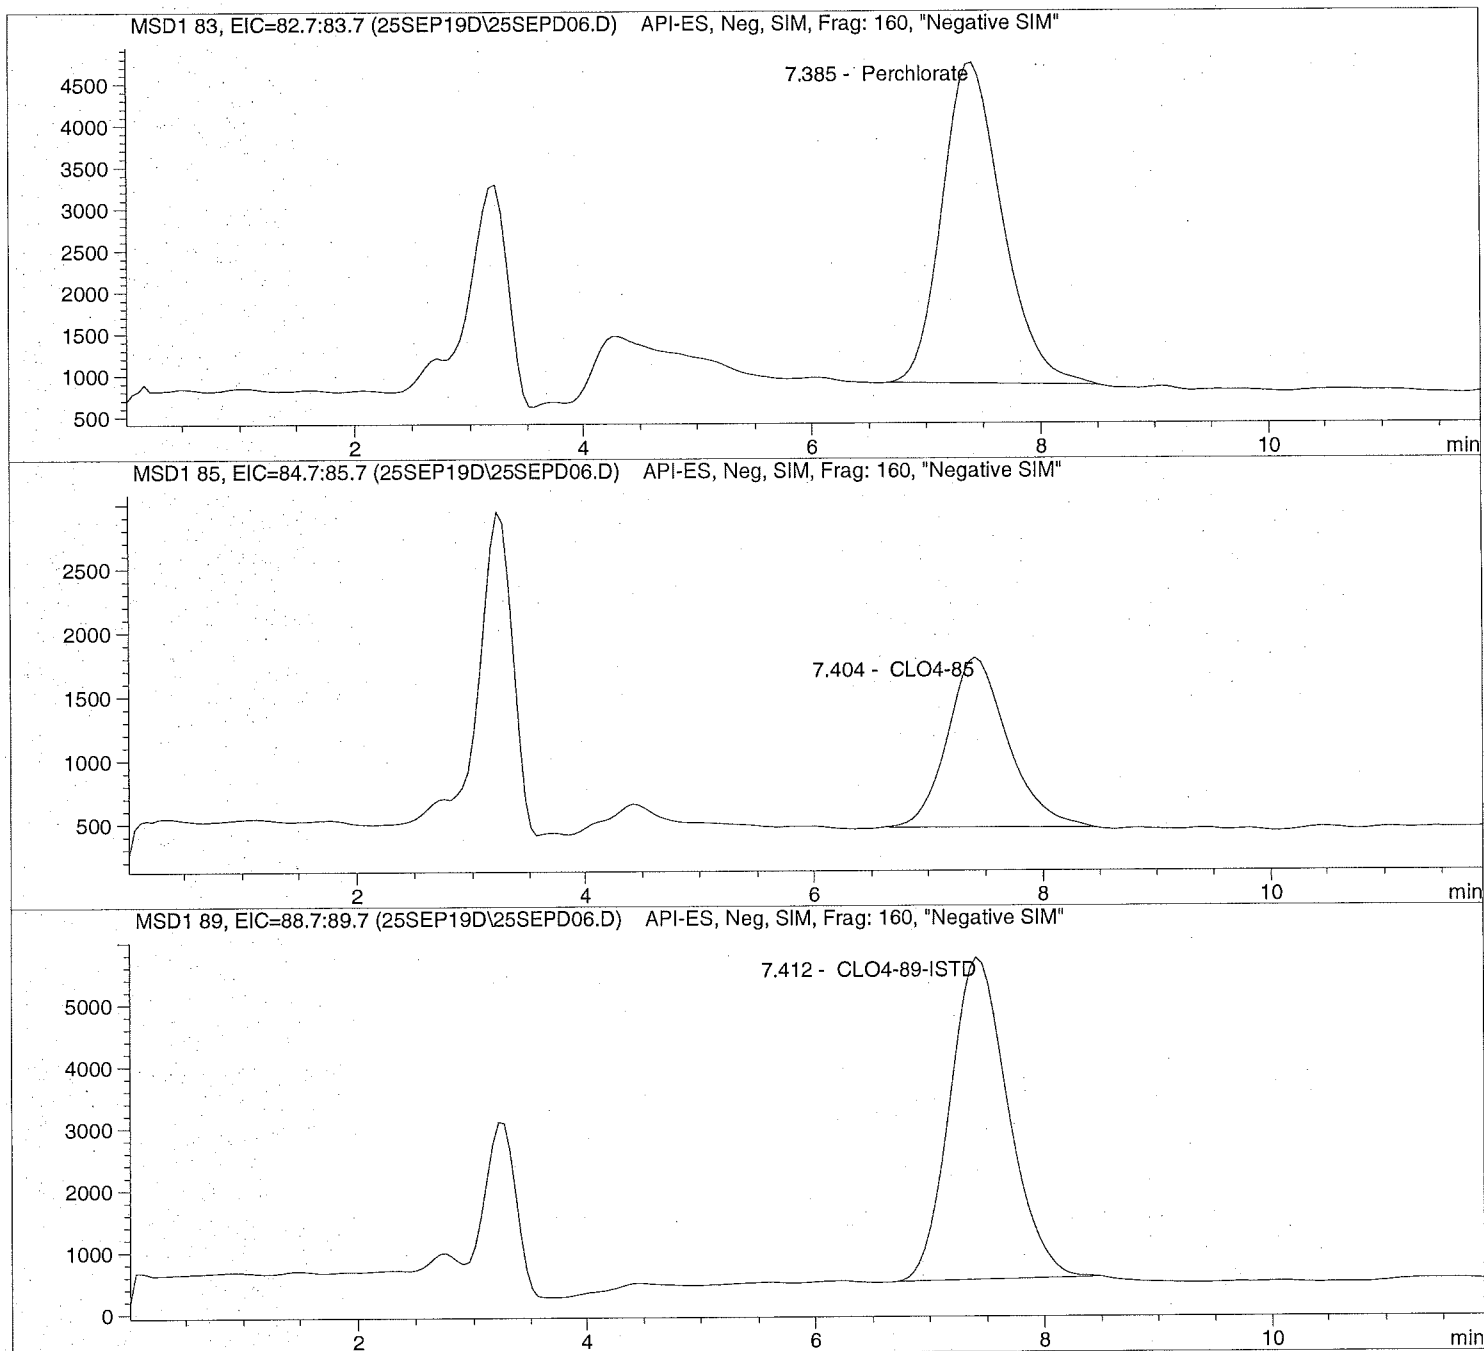 MSD1 83, EIC=82.7:83.7 (25SEP19D\25SEPD06.D) API-ES, Neg, SIM, Frag: 160, "Negative SIM"
7.385 - Perchlorate
4500
4000
3500
3000
2500
2000
1500
1000
500
2 4 6 8 10 min
MSD1 85, EIC=84.7:85.7 (25SEP19D\25SEPD06.D) API-ES, Neg, SIM, Frag: 160, "Negative SIM"
2500
2000
7.404 - CLO4-85
1500
1000
500
2 4 6 8 10 min
MSD1 89, EIC=88.7:89.7 (25SEP19D\25SEPD06.D) API-ES, Neg, SIM, Frag: 160, "Negative SIM"
7.412 - CLO4-89-ISTD
5000
4000
3000
2000
1000
0
2 4 6 8 10 min